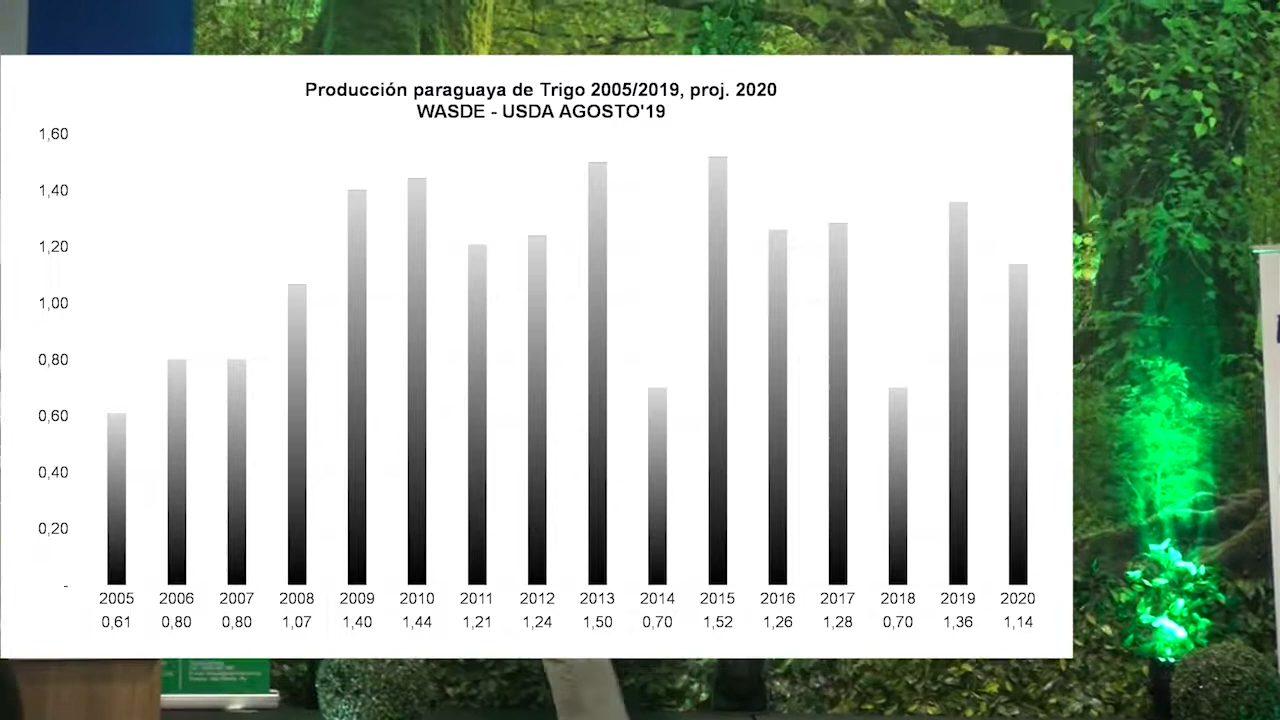 Producción paraguaya de Trigo 2005/2019, proj. 2020
WASDE - USDA AGOSTO'19
1,60
1,40
1,20
1,00
0,80
0,60
0,40
0,20
-
2005 2006 2007 2008 2009 2010 2011 2012 2013 2014 2015 2016 2017 2018 2019 2020
0,61 0,80 0,80 1,07 1,40 1,44 1,21 1,24 1,50 0,70 1,52 1,26 1,28 0,70 1,36 1,14